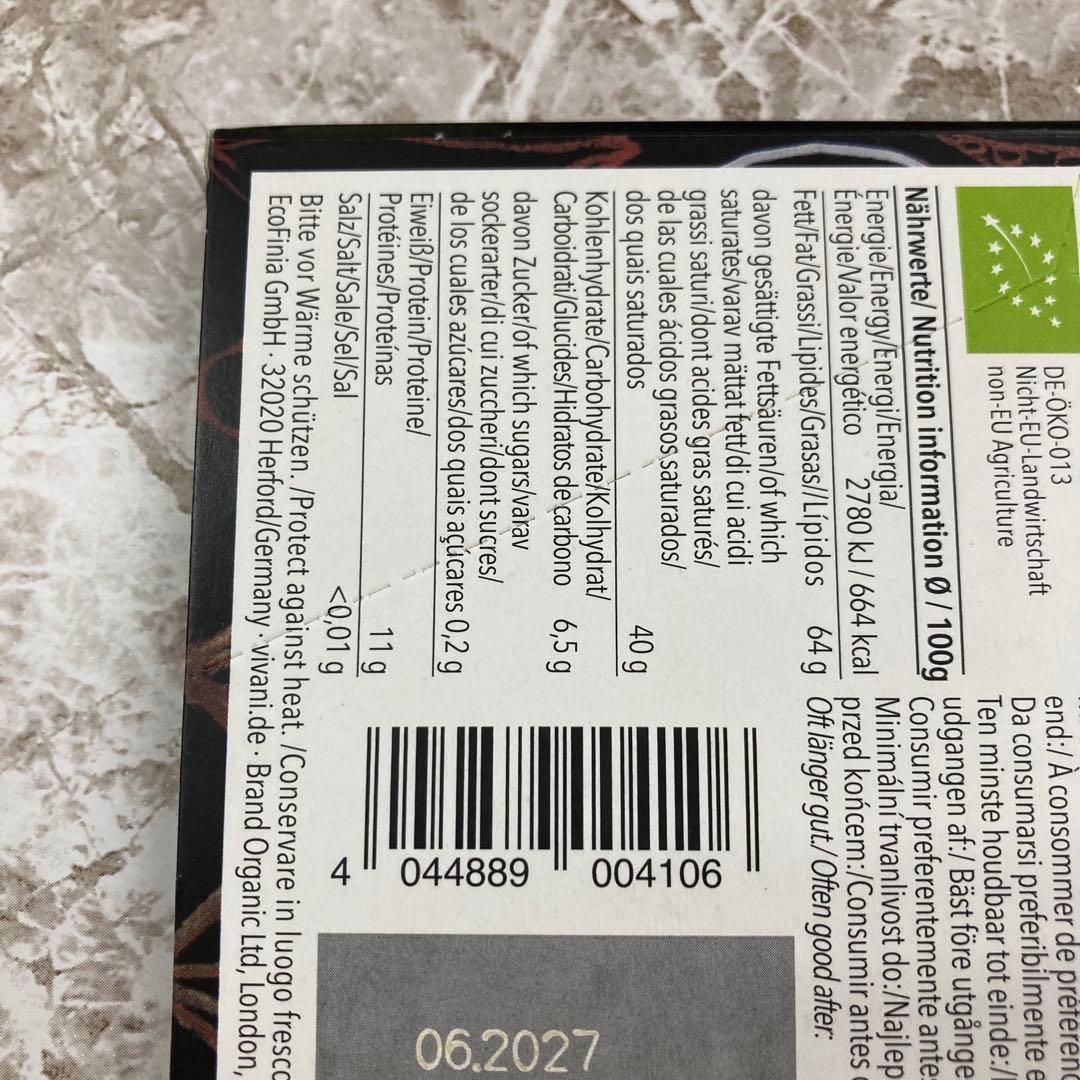 DE-ÖKO-013
Nicht-EU-Landwirtschaft
non-EU Agriculture
Nährwerte/ Nutrition information Ø / 100g
Energie/Energy/Energi/Energia/
Énergie/Valor energético 2780 kJ / 664 kcal
Fett/Fat/Grassi/Lipides/Grasas//Lípidos 64 g
davon gesättigte Fettsäuren/of which
saturates/varav mättat fett/di cui acidi
grassi saturi/dont acides gras saturés/
de las cuales ácidos grasos saturados/
dos quais saturados 40 g
Kohlenhydrate/Carbohydrate/Kolhydrat/
Carboidrati/Glucides/Hidratos de carbono 6,5 g
davon Zucker/of which sugars/varav
sockerarter/di cui zuccheri/dont sucres/
de los cuales azúcares/dos quais açúcares 0,2 g
Eiweiß/Protein/Proteine/
Protéines/Proteínas 11 g
Salz/Salt/Sale/Sel/Sal <0,01 g
Bitte vor Wärme schützen. /Protect against heat. /Conservare in luogo fresco
EcoFinia GmbH · 32020 Herford/Germany · vivani.de · Brand Organic Ltd, London,
end:/ À consommer de préférenc
Da consumarsi preferibilmente e
Ten minste houdbaar tot einde:/
udgangen af:/ Bäst före utgånge
Consumir preferentemente ante
Minimální trvanlivost do:/Najlep
przed końcem:/Consumir antes
Oft länger gut./ Often good after.
4 044889 004106
06.2027